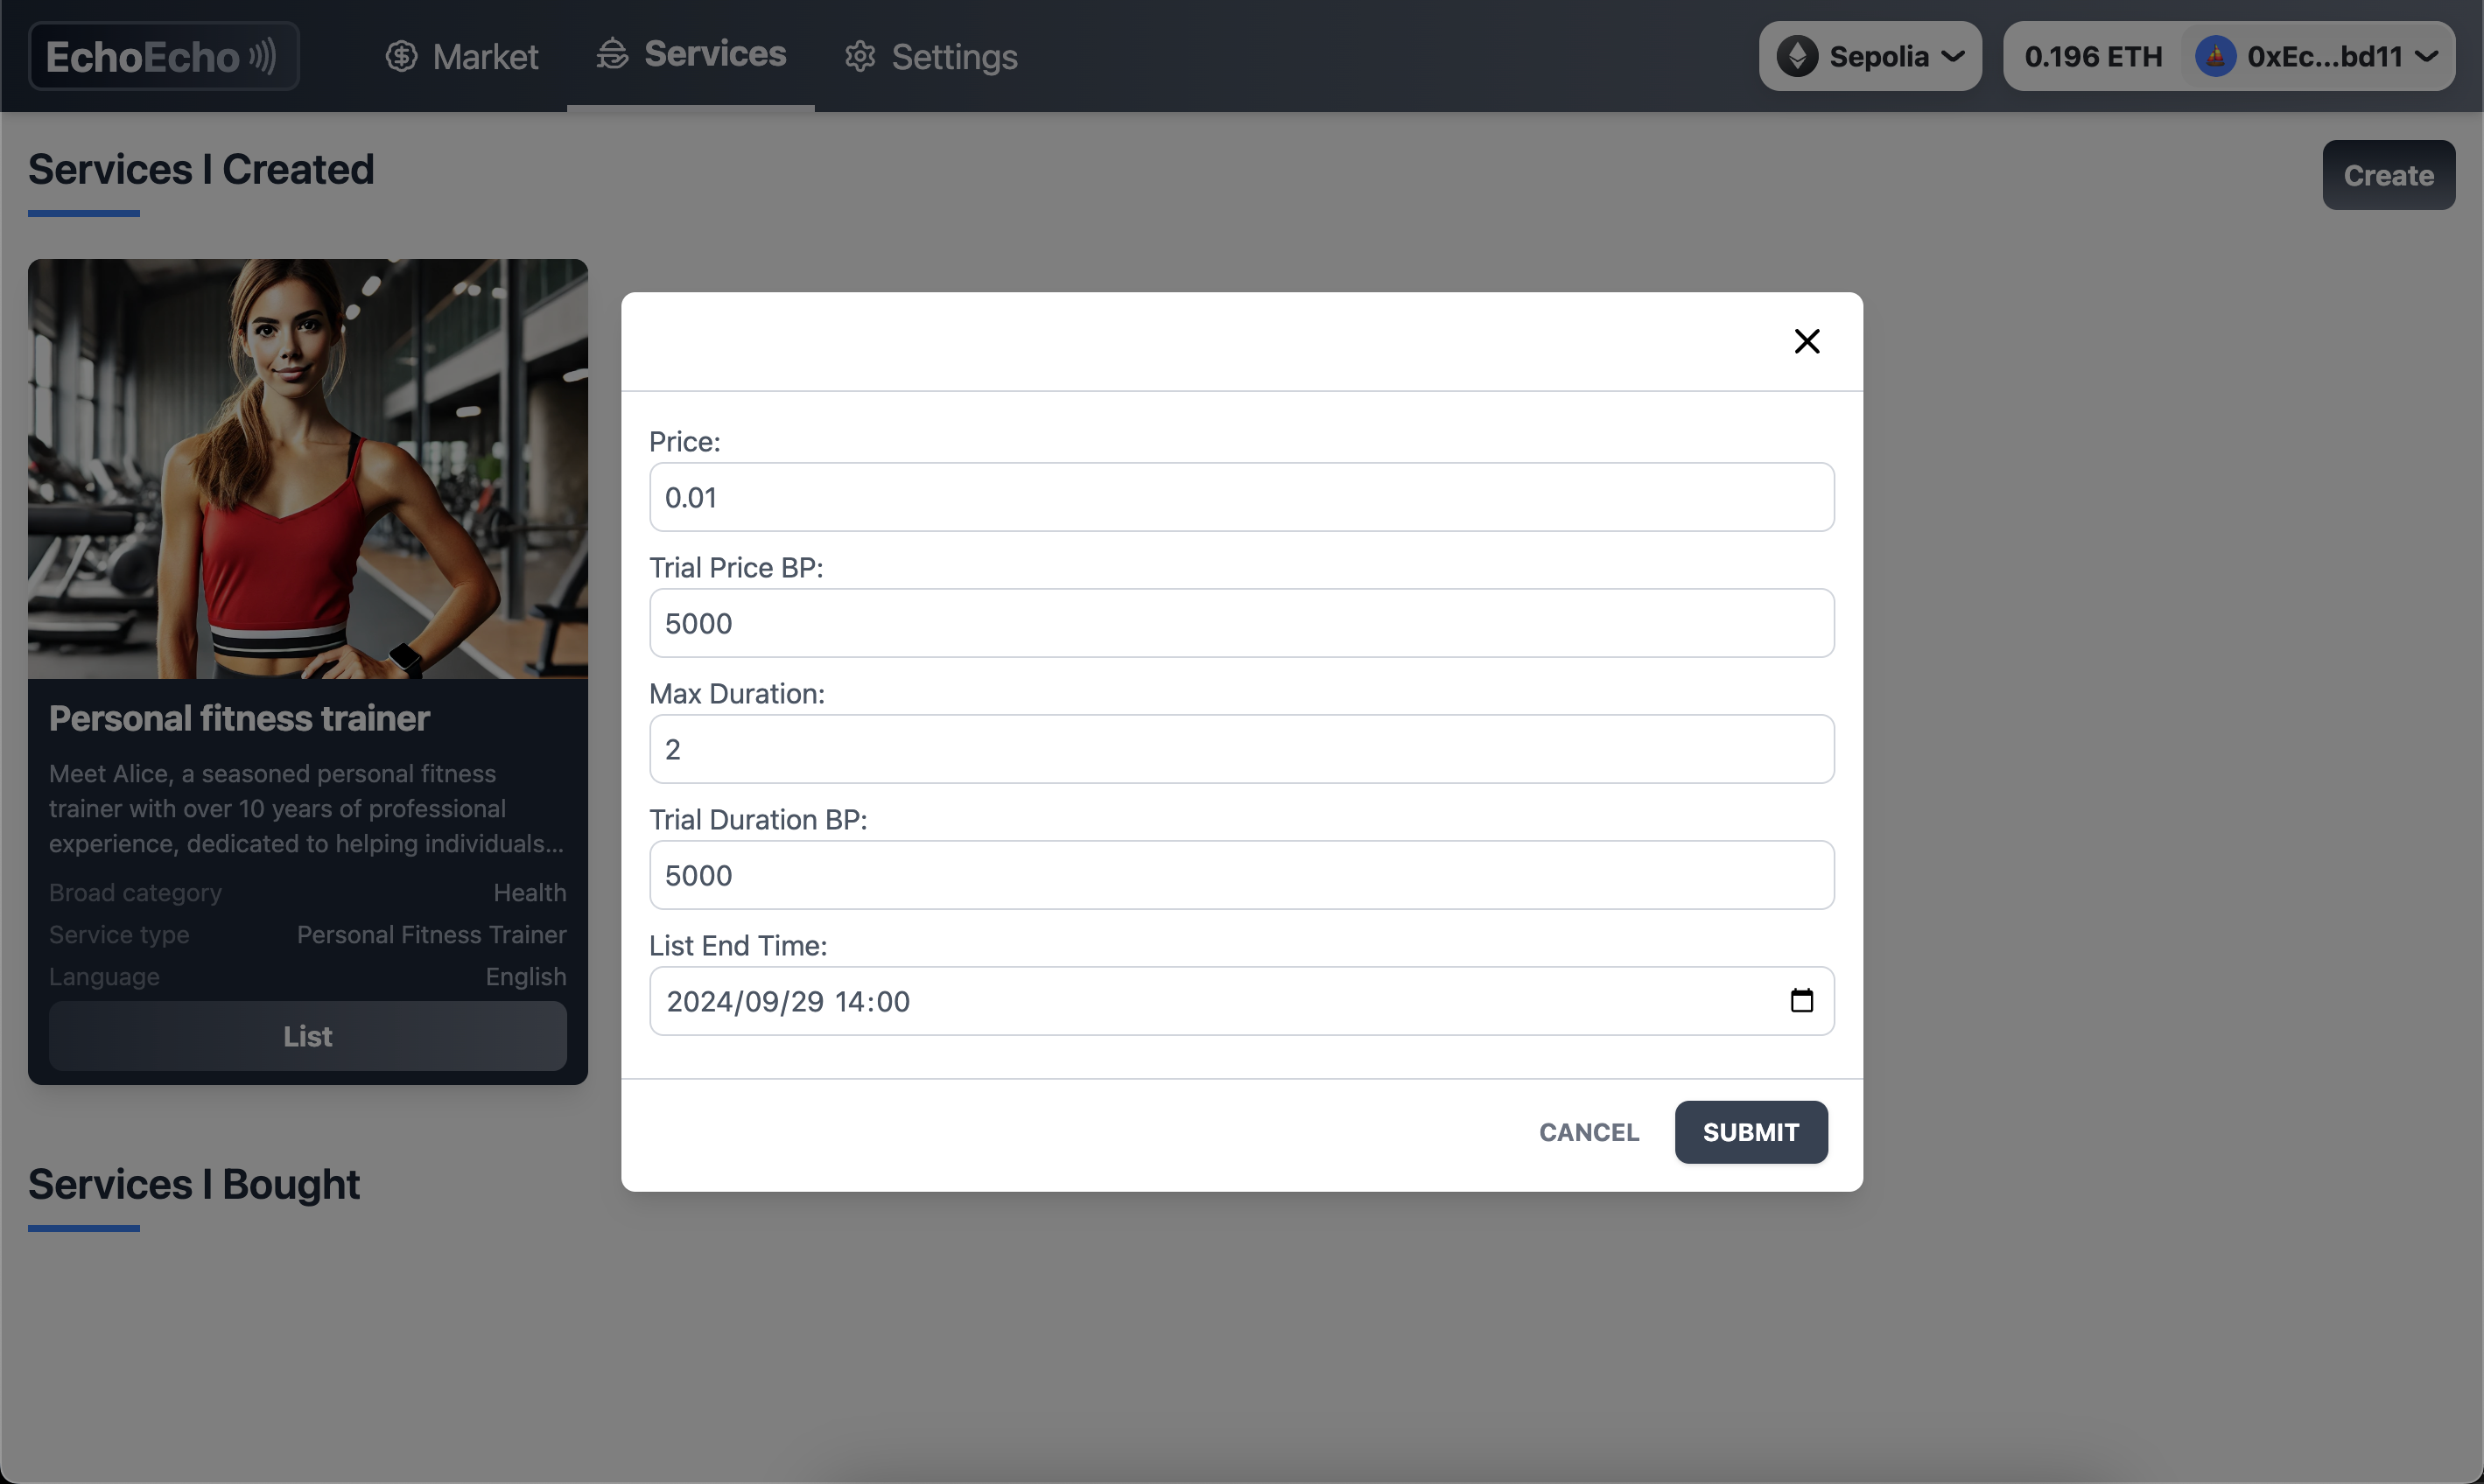 EchoEcho
Market
Services
Settings
Sepolia
0.196 ETH
0xEc...bd11
Services I Created
Create
Personal fitness trainer
Meet Alice, a seasoned personal fitness
trainer with over 10 years of professional
experience, dedicated to helping individuals...
Broad category Health
Service type Personal Fitness Trainer
Language English
List
Services I Bought
Price:
0.01
Trial Price BP:
5000
Max Duration:
2
Trial Duration BP:
5000
List End Time:
2024/09/29 14:00
CANCEL
SUBMIT